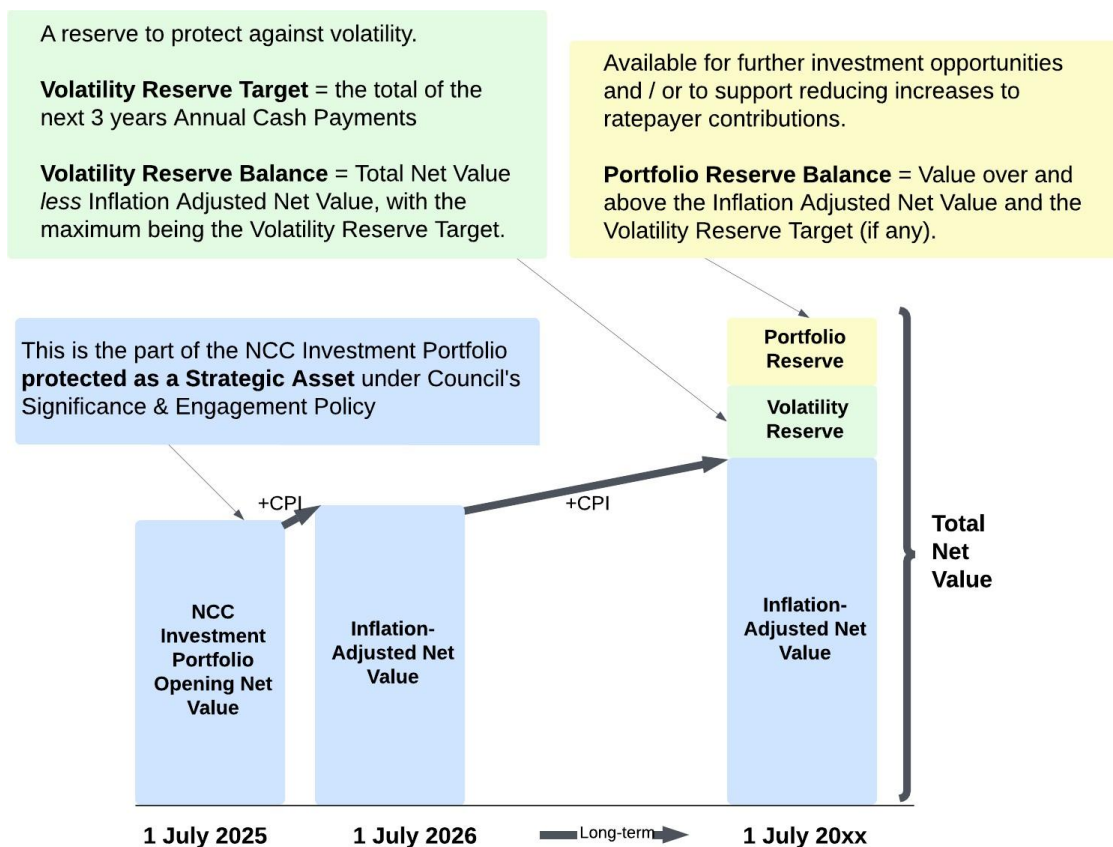 A reserve to protect against volatility.
Volatility Reserve Target = the total of the
next 3 years Annual Cash Payments
Volatility Reserve Balance = Total Net Value
less Inflation Adjusted Net Value, with the
maximum being the Volatility Reserve Target.
Available for further investment opportunities
and / or to support reducing increases to
ratepayer contributions.
Portfolio Reserve Balance = Value over and
above the Inflation Adjusted Net Value and the
Volatility Reserve Target (if any).
This is the part of the NCC Investment Portfolio
protected as a Strategic Asset under Council's
Significance & Engagement Policy
Portfolio
Reserve
Volatility
Reserve
+CPI
+CPI
Total
Net
Value
NCC
Investment
Portfolio
Opening Net
Value
Inflation-
Adjusted Net
Value
Inflation-
Adjusted Net
Value
1 July 2025
1 July 2026
Long-term
1 July 20xx